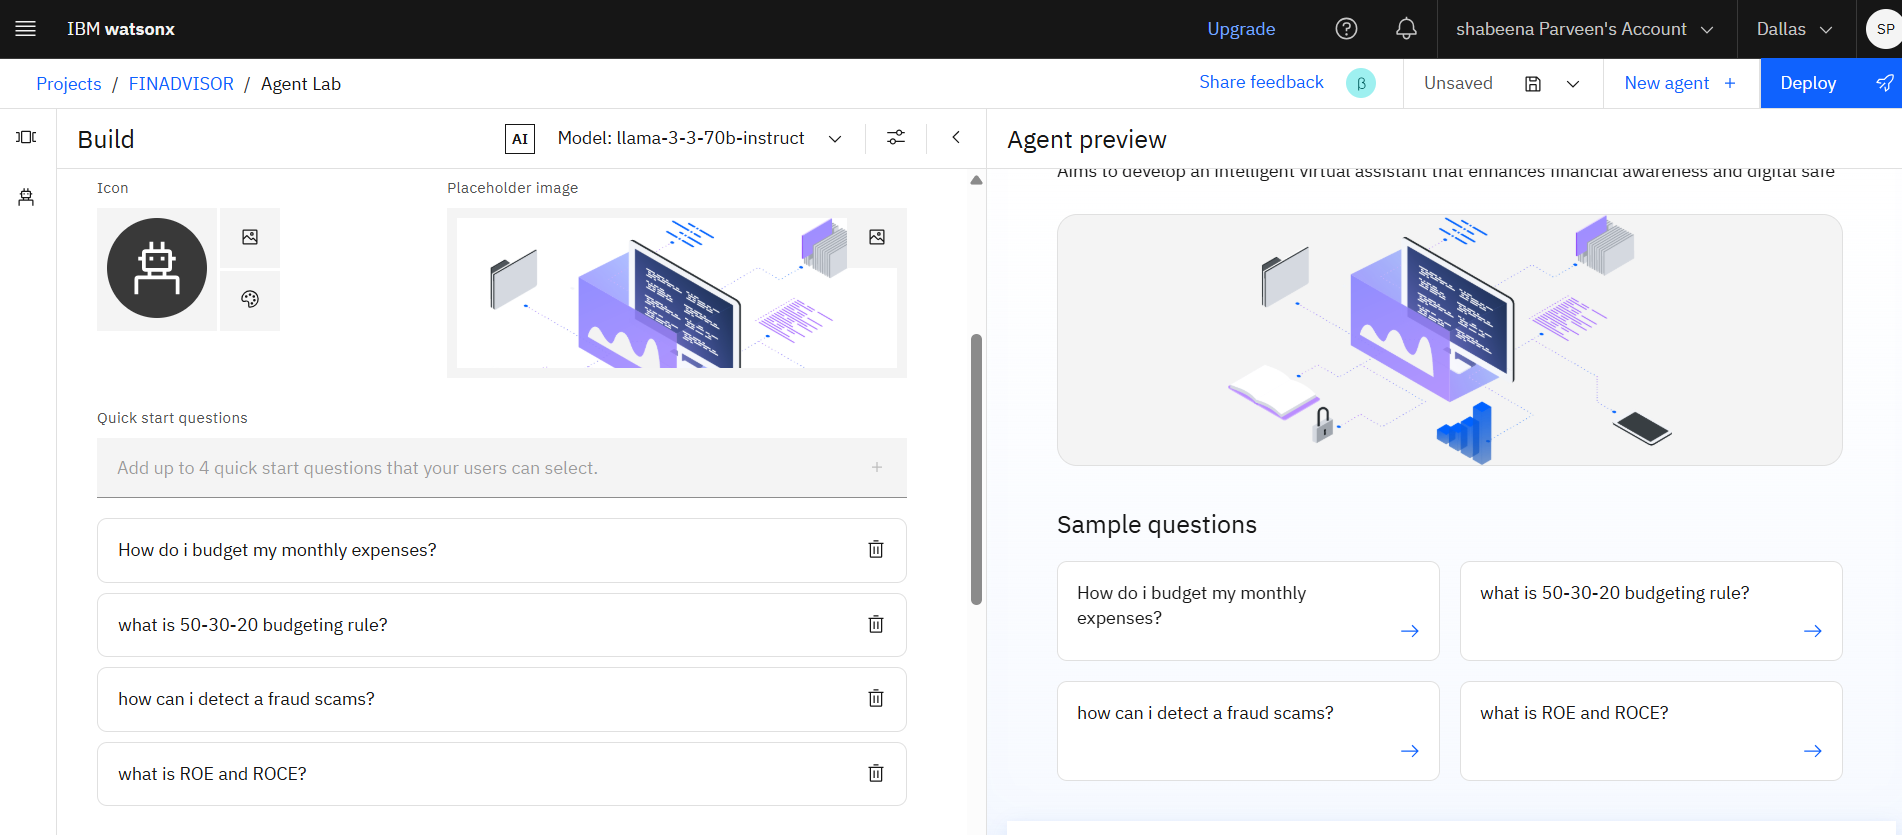 IBM watsonx
Upgrade
shabeena Parveen's Account
Dallas
SP
Projects / FINADVISOR / Agent Lab
Share feedback
β
Unsaved
New agent +
Deploy
Build
AI
Model: llama-3-3-70b-instruct
Icon
Placeholder image
Quick start questions
Add up to 4 quick start questions that your users can select.
How do i budget my monthly expenses?
what is 50-30-20 budgeting rule?
how can i detect a fraud scams?
what is ROE and ROCE?
Agent preview
Aims to develop an intelligent virtual assistant that enhances financial awareness and digital safe
Sample questions
How do i budget my monthly
expenses?
what is 50-30-20 budgeting rule?
how can i detect a fraud scams?
what is ROE and ROCE?